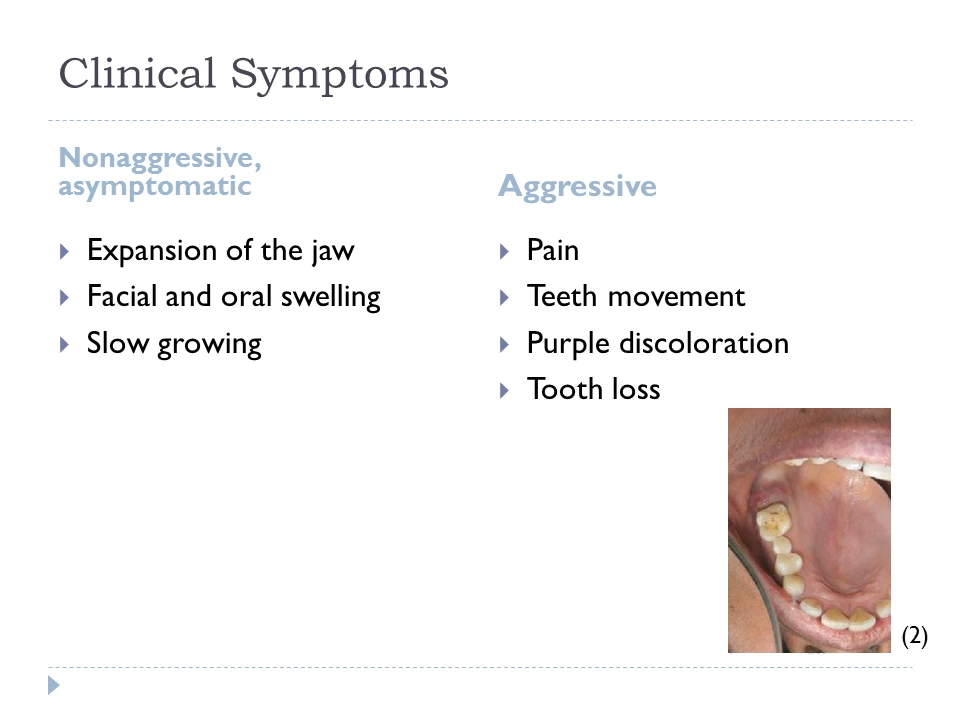 Clinical Symptoms
Nonaggressive,
asymptomatic
Expansion of the jaw
Facial and oral swelling
Slow growing
Aggressive
Pain
Teeth movement
Purple discoloration
Tooth loss
(2)